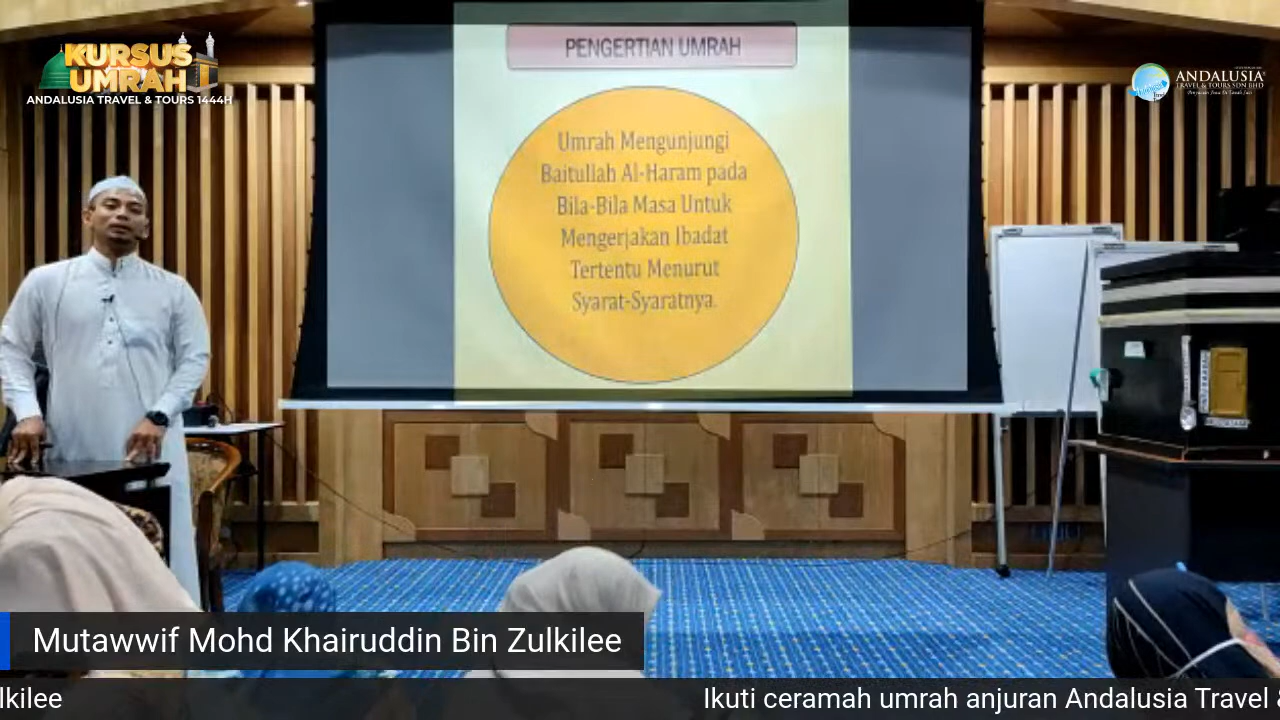 KURSUS
UMRAH
ANDALUSIA TRAVEL & TOURS 1444H
ANDALUSIA
TRAVEL & TOURS SDN BHD
PENGERTIAN UMRAH
Umrah Mengunjungi
Baitullah Al-Haram pada
Bila-Bila Masa Untuk
Mengerjakan Ibadat
Tertentu Menurut
Syarat-Syaratnya.
Mutawwif Mohd Khairuddin Bin Zulkilee
lkilee
Ikuti ceramah umrah anjuran Andalusia Travel &